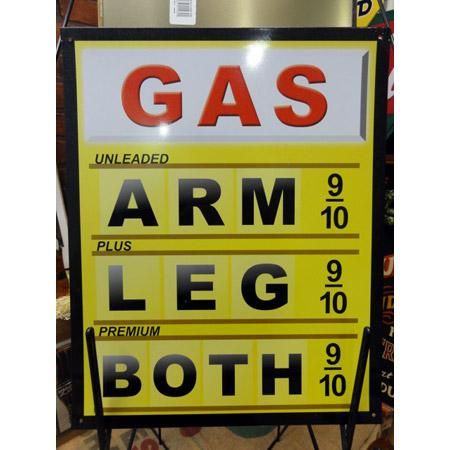 GAS
UNLEADED
ARM 9/10
PLUS
LEG 9/10
PREMIUM
BOTH 9/10